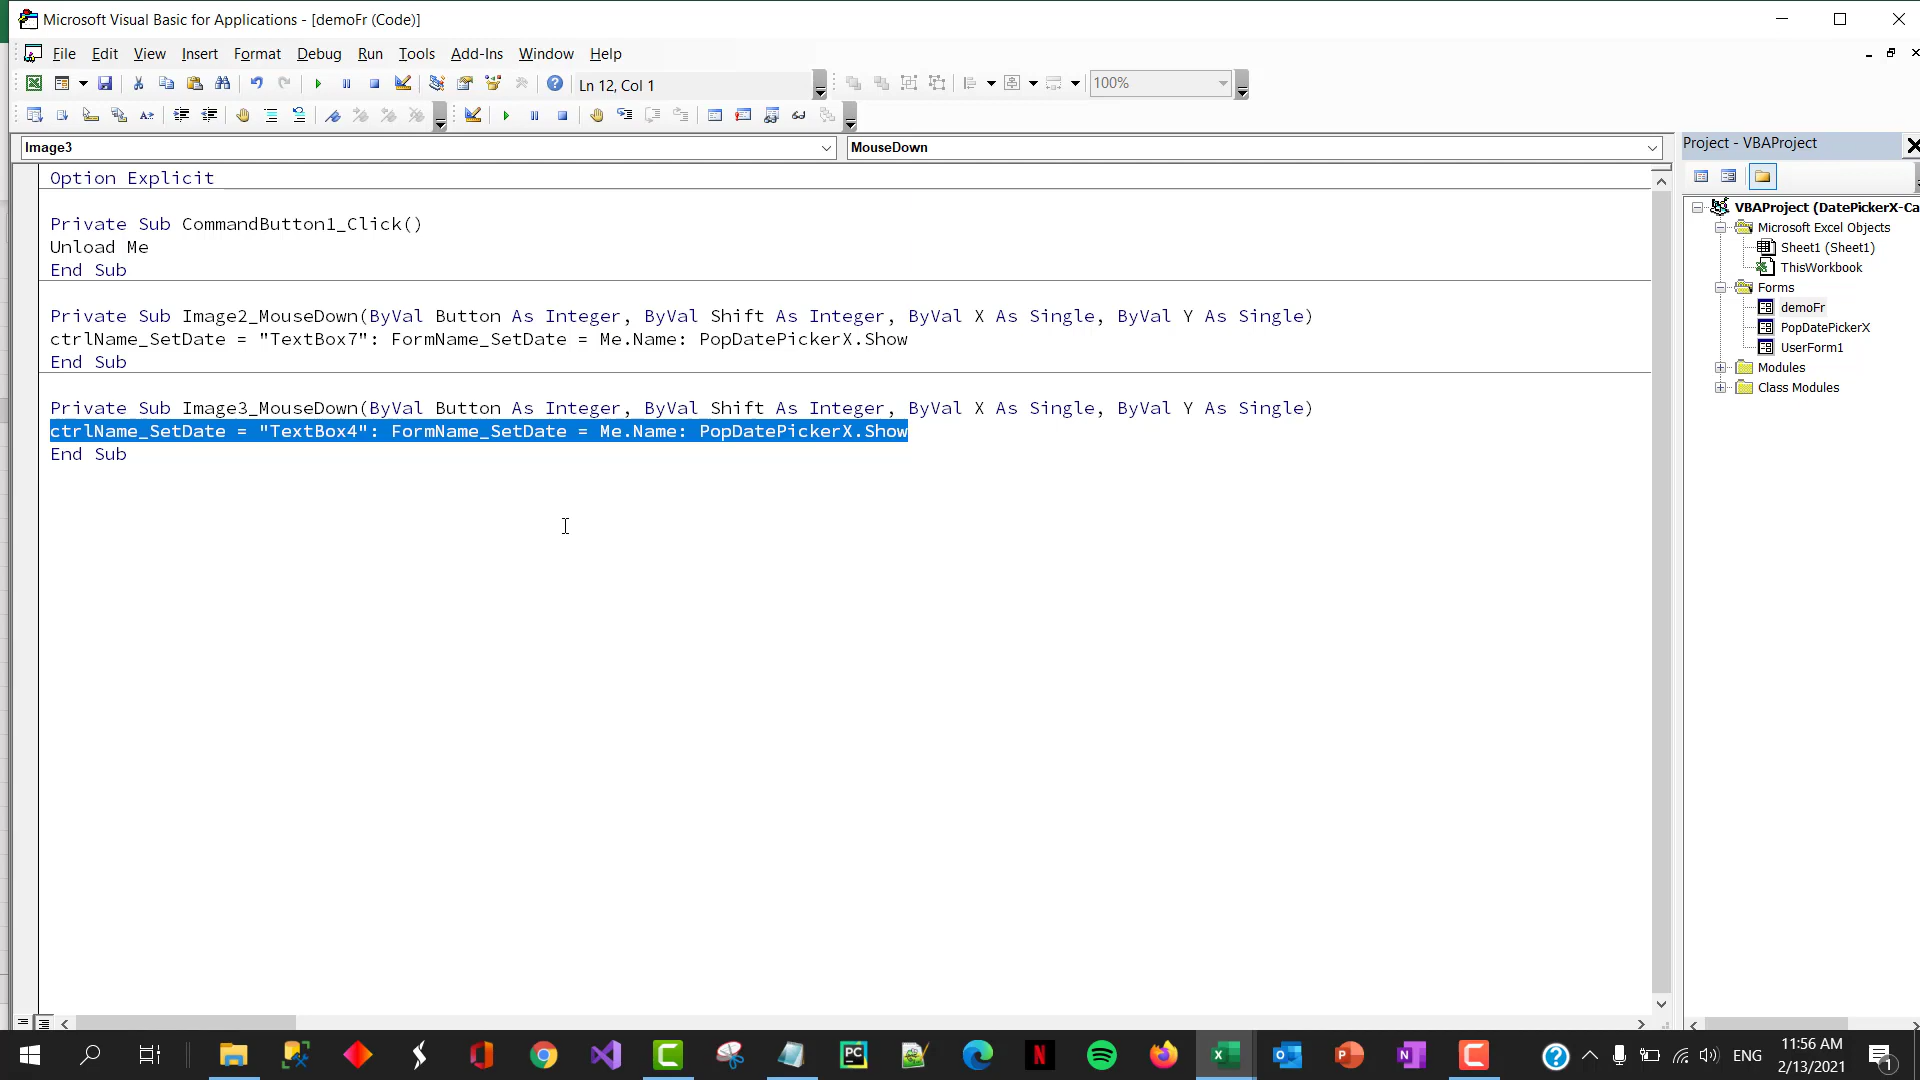 Microsoft Visual Basic for Applications - [demoFr (Code)]
File Edit View Insert Format Debug Run Tools Add-Ins Window Help
Ln 12, Col 1
100%
Image3
MouseDown
Project - VBAProject
Option Explicit
Private Sub CommandButton1_Click()
Unload Me
End Sub
Private Sub Image2_MouseDown(ByVal Button As Integer, ByVal Shift As Integer, ByVal X As Single, ByVal Y As Single)
ctrlName_SetDate = "TextBox7": FormName_SetDate = Me.Name: PopDatePickerX.Show
End Sub
Private Sub Image3_MouseDown(ByVal Button As Integer, ByVal Shift As Integer, ByVal X As Single, ByVal Y As Single)
ctrlName_SetDate = "TextBox4": FormName_SetDate = Me.Name: PopDatePickerX.Show
End Sub
VBAProject (DatePickerX-Ca
Microsoft Excel Objects
Sheet1 (Sheet1)
ThisWorkbook
Forms
demoFr
PopDatePickerX
UserForm1
Modules
Class Modules
ENG
11:56 AM
2/13/2021
1